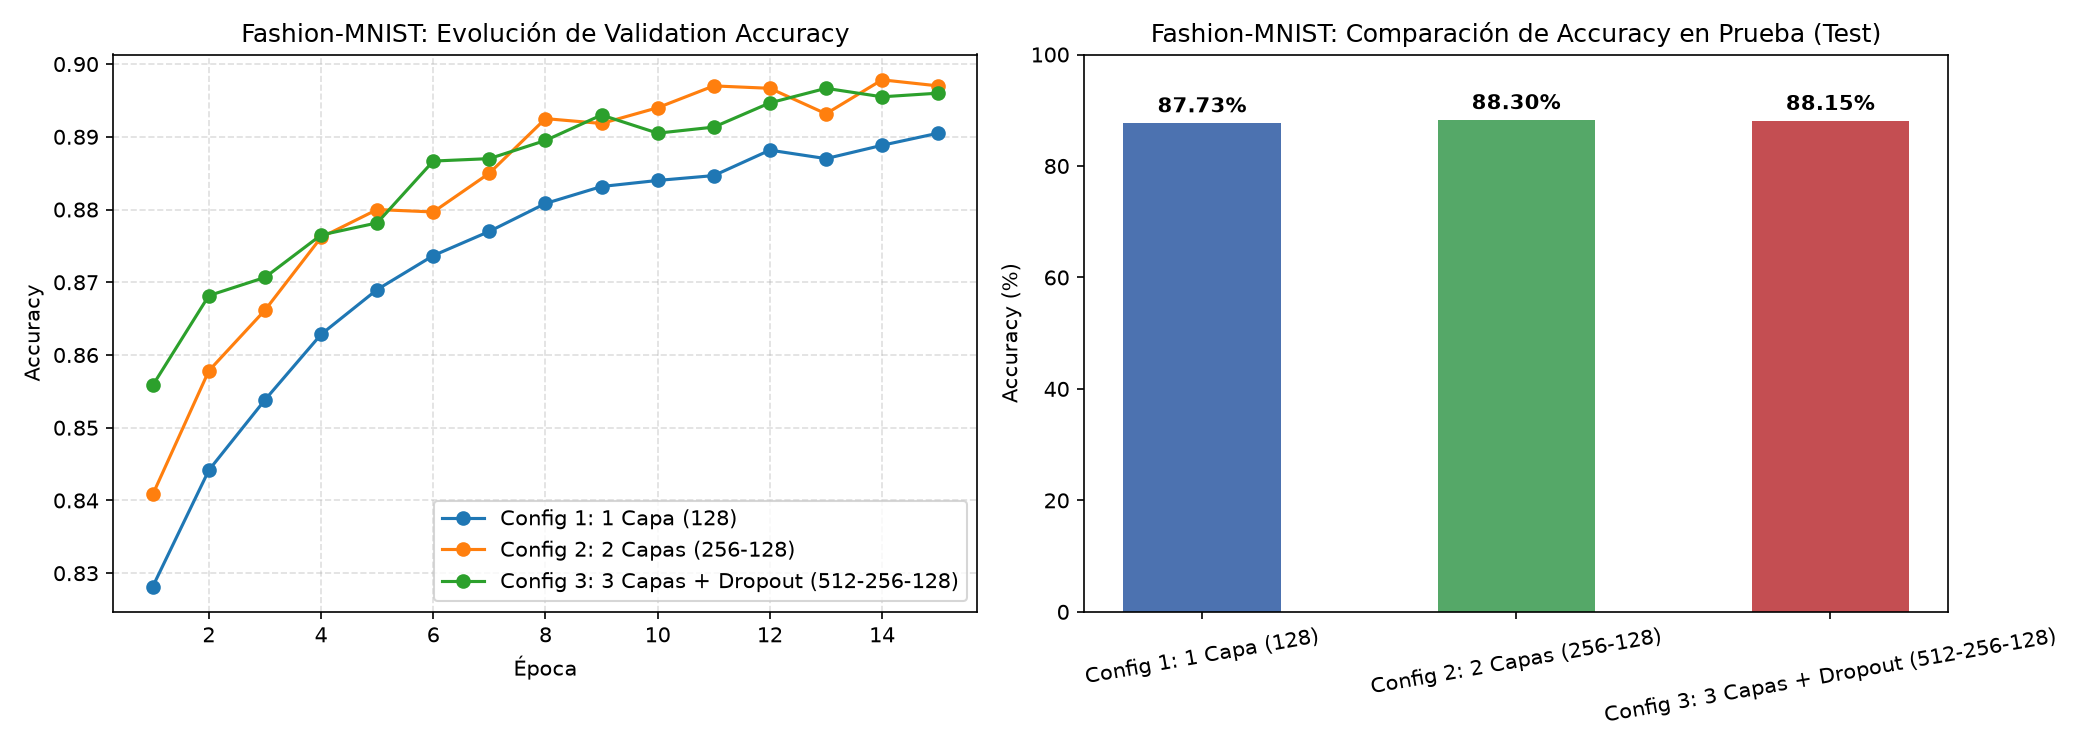 Fashion-MNIST: Evolución de Validation Accuracy
Accuracy
0.90
0.89
0.88
0.87
0.86
0.85
0.84
0.83
Config 1: 1 Capa (128)
Config 2: 2 Capas (256-128)
Config 3: 3 Capas + Dropout (512-256-128)
2 4 6 8 10 12 14
Época
Fashion-MNIST: Comparación de Accuracy en Prueba (Test)
Accuracy (%)
100
80
60
40
20
0
87.73% 88.30% 88.15%
Config 1: 1 Capa (128)
Config 2: 2 Capas (256-128)
Config 3: 3 Capas + Dropout (512-256-128)